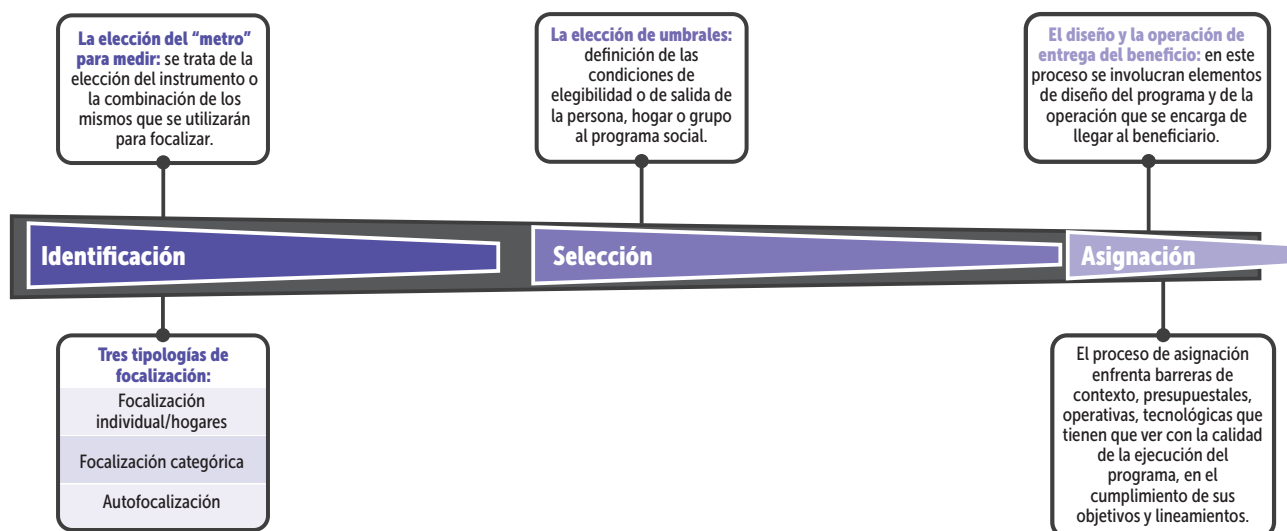 La elección del “metro”
para medir: se trata de la
elección del instrumento o
la combinación de los
mismos que se utilizarán
para focalizar.
La elección de umbrales:
definición de las
condiciones de
elegibilidad o de salida de
la persona, hogar o grupo
al programa social.
El diseño y la operación de
entrega del beneficio: en este
proceso se involucran elementos
de diseño del programa y de la
operación que se encarga de
llegar al beneficiario.
Identificación
Selección
Asignación
Tres tipologías de
focalización:
Focalización
individual/hogares
Focalización categórica
Autofocalización
El proceso de asignación
enfrenta barreras de
contexto, presupuestales,
operativas, tecnológicas que
tienen que ver con la calidad
de la ejecución del
programa, en el
cumplimiento de sus
objetivos y lineamientos.